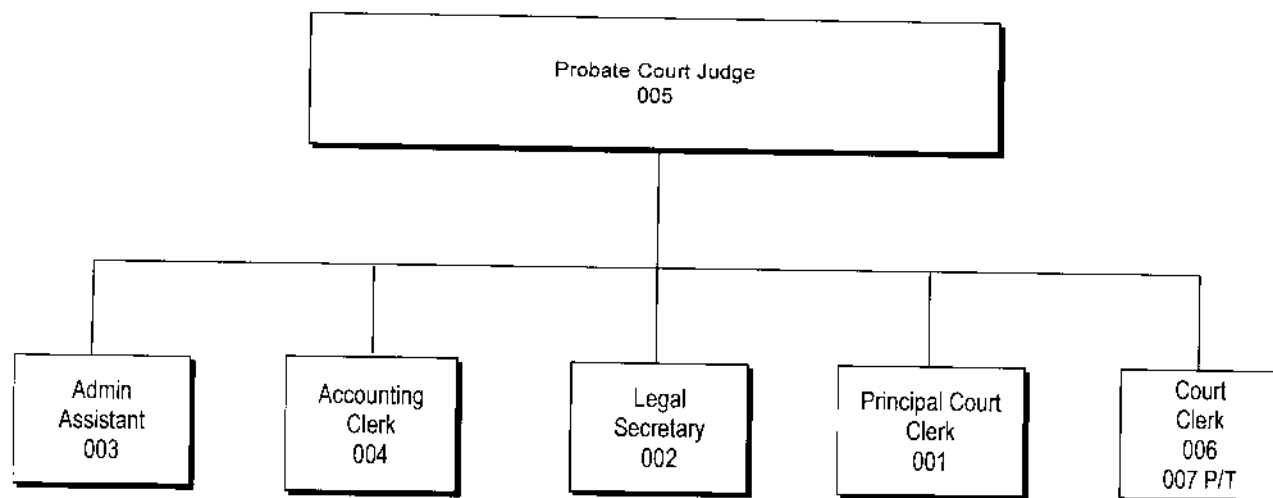 Probate Court Judge
005
Admin
Assistant
003
Accounting
Clerk
004
Legal
Secretary
002
Principal Court
Clerk
001
Court
Clerk
006
007 P/T